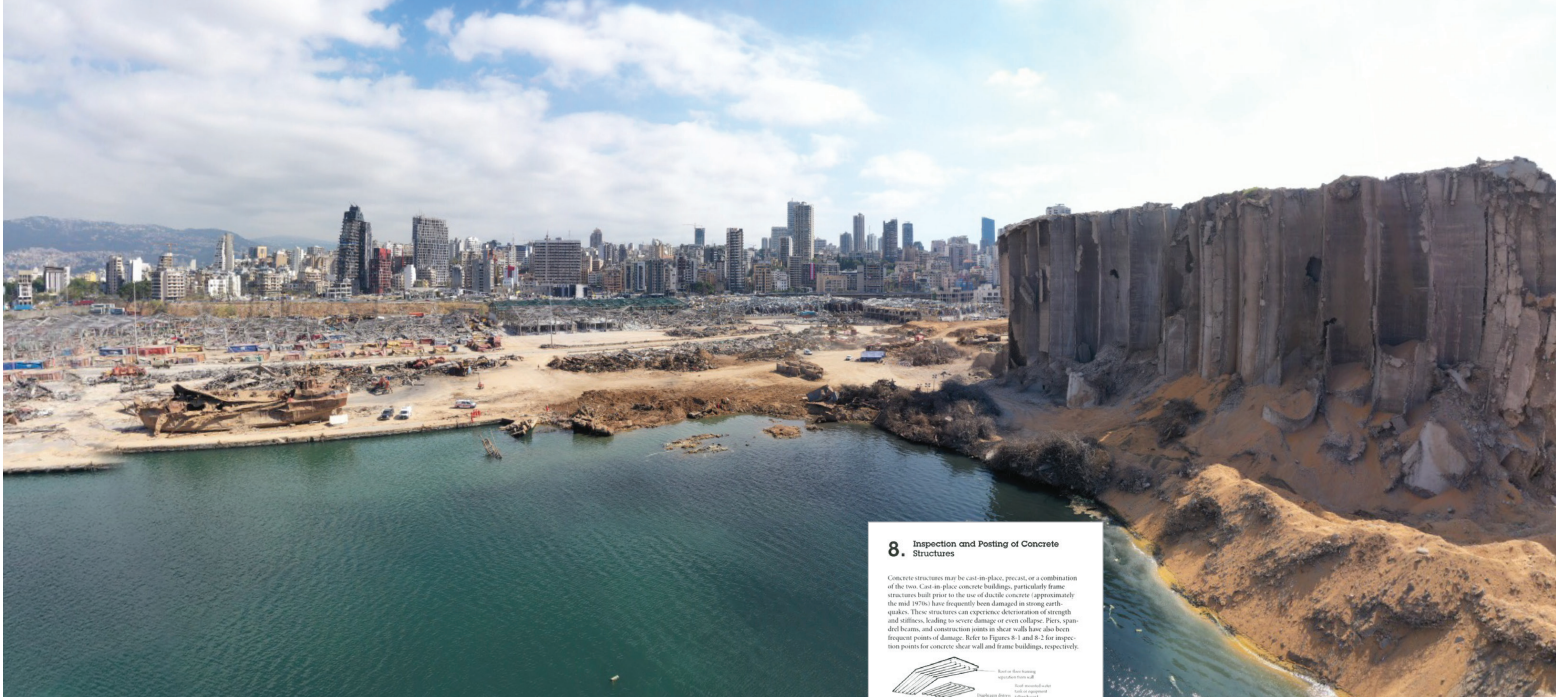 8. Inspection and Posting of Concrete
Structures
Concrete structures may be cast-in-place, precast, or a combination
of the two. Cast-in-place concrete buildings, particularly frame
structures built prior to the use of ductile concrete (approximately
the mid 1970s) have frequently been damaged in strong earth-
quakes. These structures can experience deterioration of strength
and stiffness, leading to severe damage or even collapse. Piers, span-
drel beams, and construction joints in shear walls have also been
frequent points of damage. Refer to Figures 8-1 and 8-2 for inspec-
tion points for concrete shear wall and frame buildings, respectively.